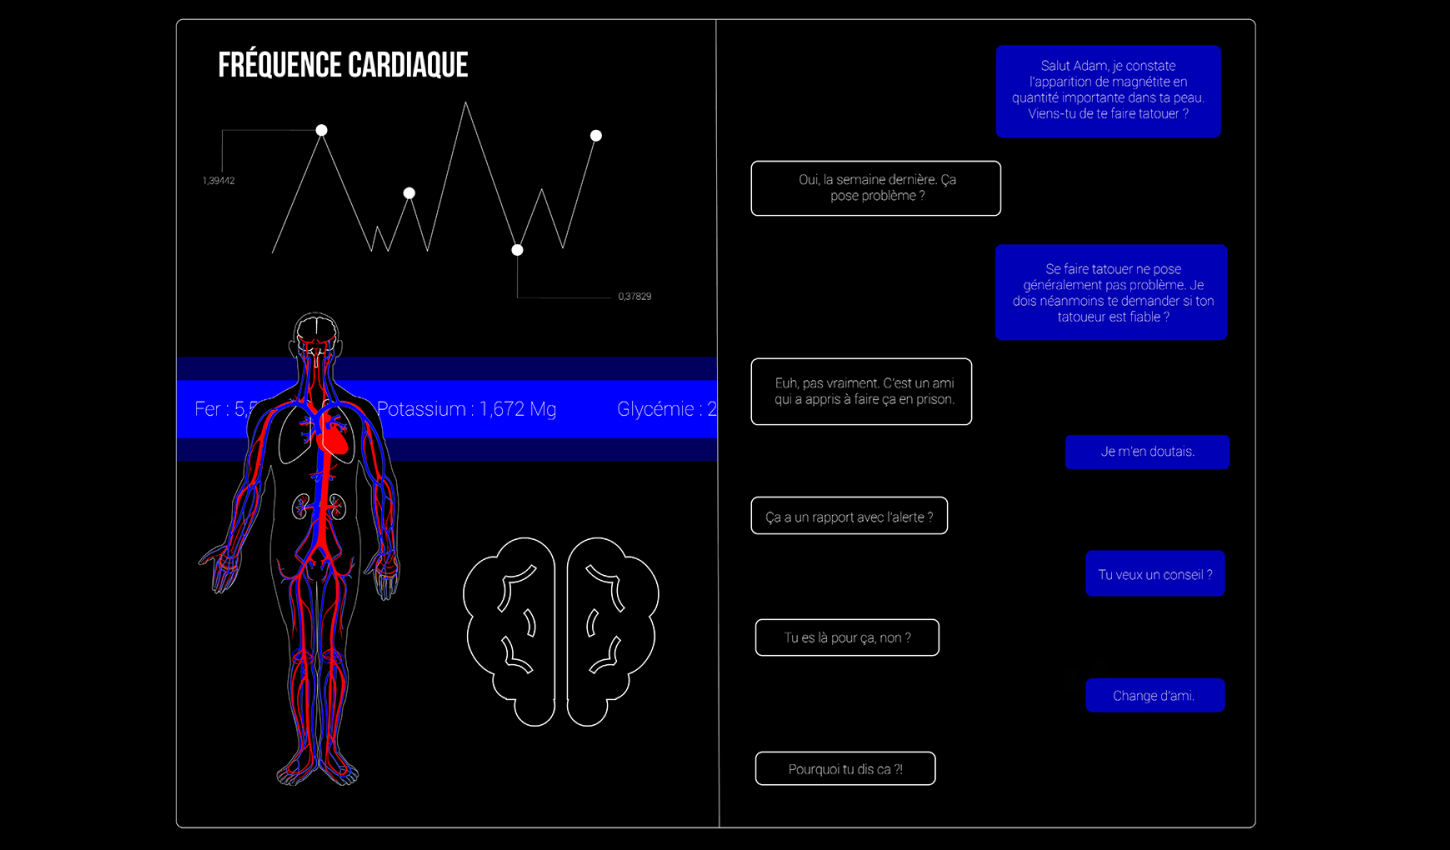 FRÉQUENCE CARDIAQUE
1,39442
0,37829
Fer : 5,5
Potassium : 1,672 Mg
Glycémie : 2
Salut Adam, je constate
l'apparition de magnétite en
quantité importante dans ta peau.
Viens-tu de te faire tatouer ?
Oui, la semaine dernière. Ça
pose problème ?
Se faire tatouer ne pose
généralement pas problème. Je
dois néanmoins te demander si ton
tatoueur est fiable ?
Euh, pas vraiment. C'est un ami
qui a appris à faire ça en prison.
Je m'en doutais.
Ça a un rapport avec l'alerte ?
Tu veux un conseil ?
Tu es là pour ça, non ?
Change d'ami.
Pourquoi tu dis ca ?!